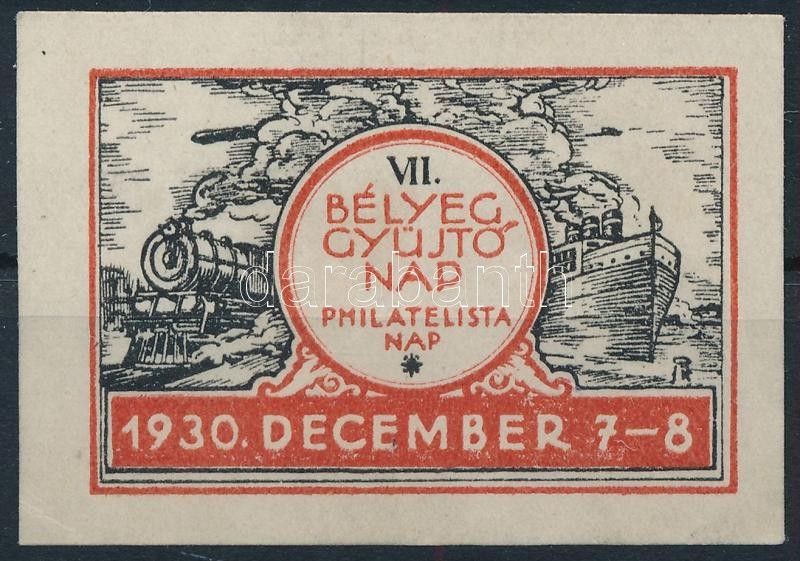 VII.
BÉLYEG,
GYŰJTŐ
NAP
PHILATELISTA
NAP
1930. DECEMBER 7-8
darabanth